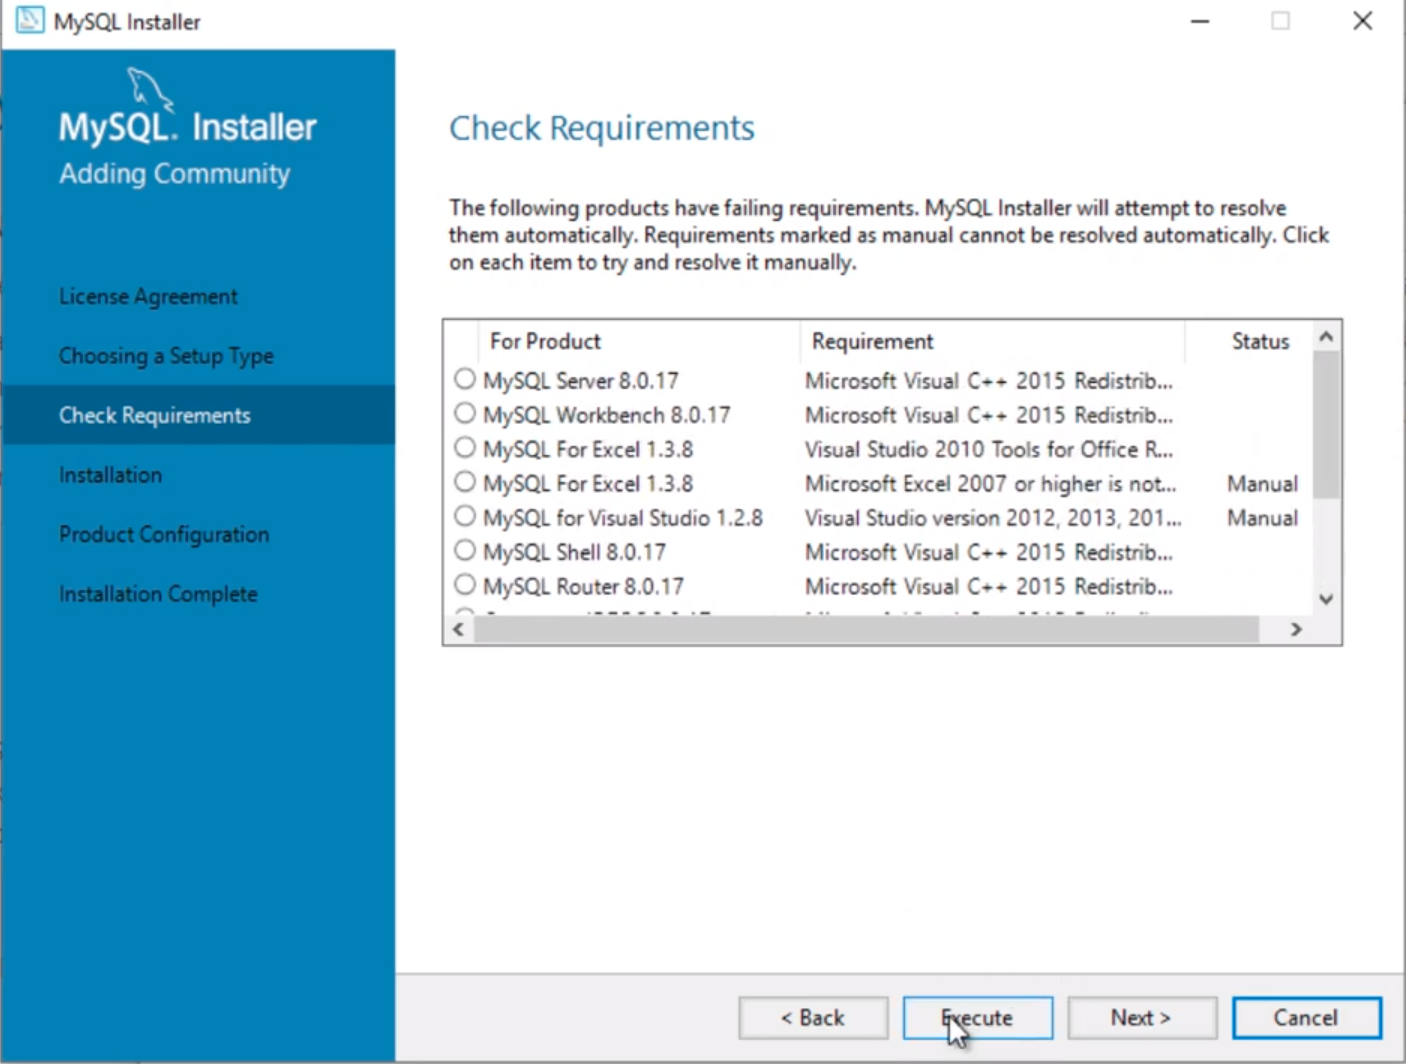 MySQL Installer
MySQL. Installer
Adding Community
License Agreement
Choosing a Setup Type
Check Requirements
Installation
Product Configuration
Installation Complete
Check Requirements
The following products have failing requirements. MySQL Installer will attempt to resolve
them automatically. Requirements marked as manual cannot be resolved automatically. Click
on each item to try and resolve it manually.
For Product Requirement Status
MySQL Server 8.0.17 Microsoft Visual C++ 2015 Redistrib...
MySQL Workbench 8.0.17 Microsoft Visual C++ 2015 Redistrib...
MySQL For Excel 1.3.8 Visual Studio 2010 Tools for Office R...
MySQL For Excel 1.3.8 Microsoft Excel 2007 or higher is not... Manual
MySQL for Visual Studio 1.2.8 Visual Studio version 2012, 2013, 201... Manual
MySQL Shell 8.0.17 Microsoft Visual C++ 2015 Redistrib...
MySQL Router 8.0.17 Microsoft Visual C++ 2015 Redistrib...
< Back Execute Next > Cancel